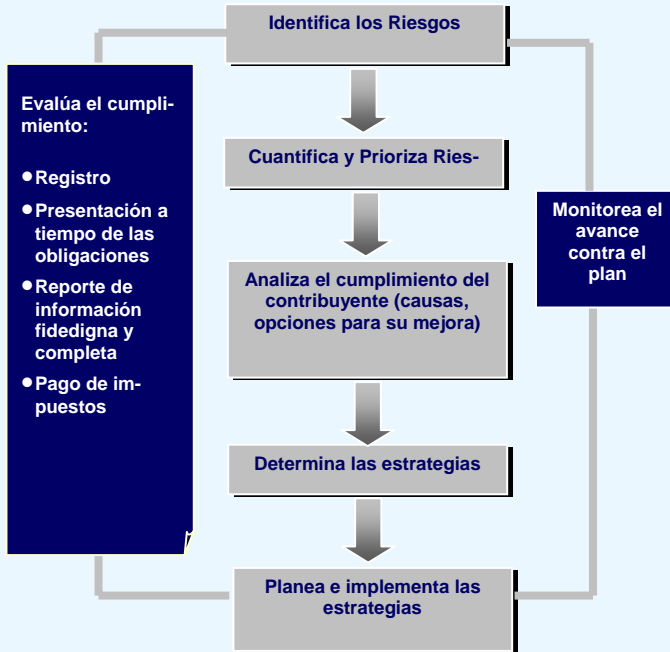 Identifica los Riesgos
Evalúa el cumpli-
miento:
● Registro
● Presentación a
tiempo de las
obligaciones
● Reporte de
información
fidedigna y
completa
● Pago de im-
puestos
Cuantifica y Prioriza Ries-
Analiza el cumplimiento del
contribuyente (causas,
opciones para su mejora)
Determina las estrategias
Planea e implementa las
estrategias
Monitorea el
avance
contra el
plan